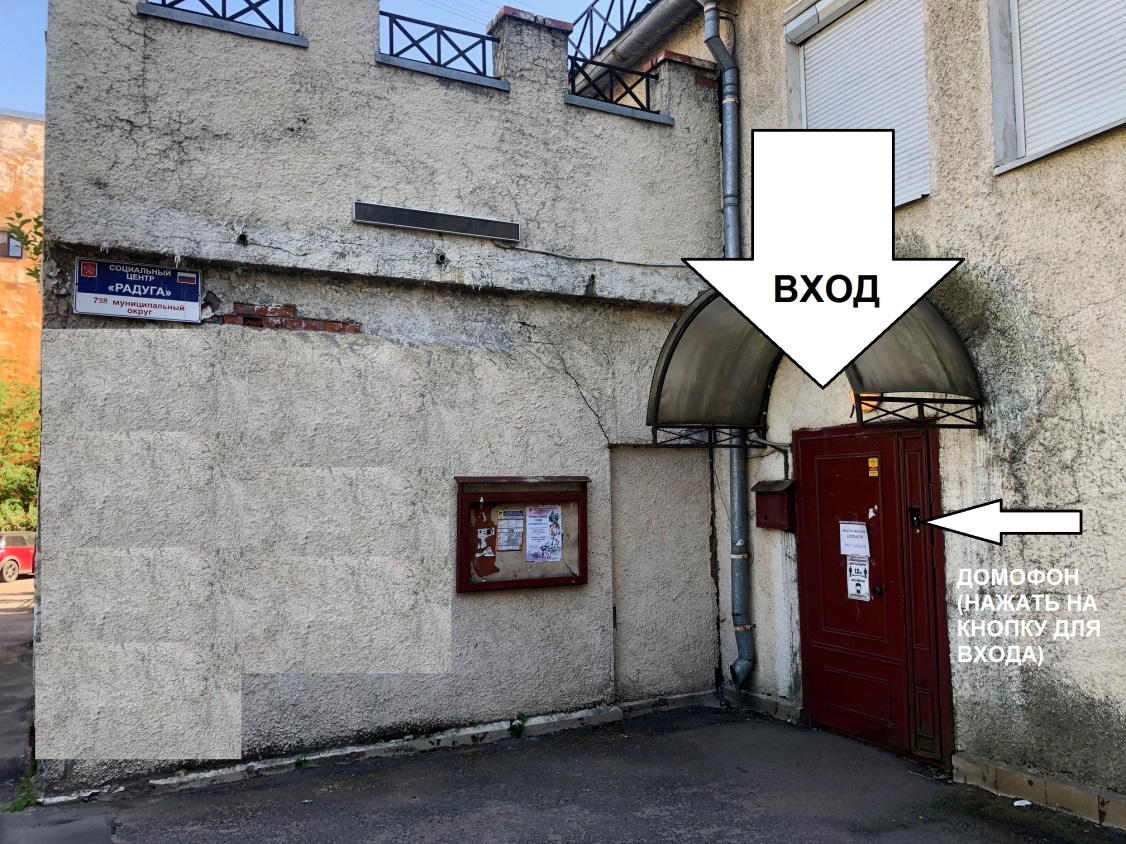 СОЦИАЛЬНЫЙ
ЦЕНТР
«РАДУГА»
7ой муниципальный
округ
ВХОД
ДОМОФОН
(НАЖАТЬ НА
КНОПКУ ДЛЯ
ВХОДА)